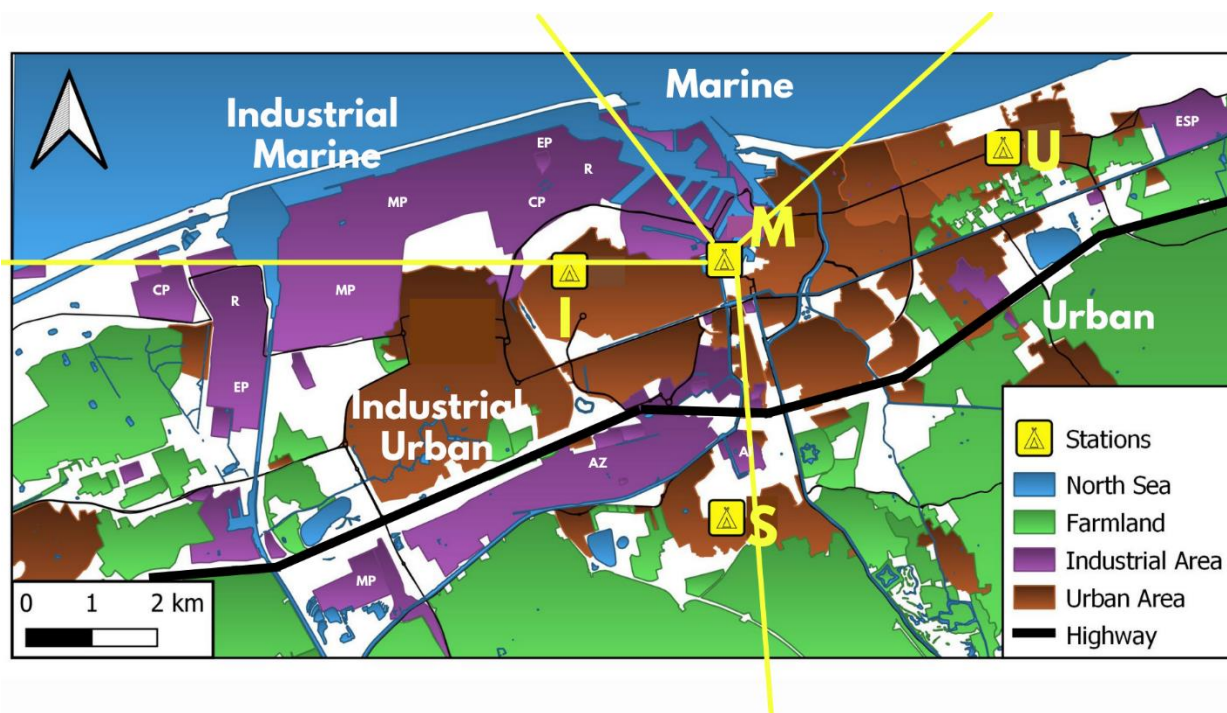 Industrial
Marine
Marine
EP
R
MP
CP
ESP
U
M
CP
R
MP
I
EP
Urban
Industrial
Urban
AZ
A
S
MP
0 1 2 km
Stations
North Sea
Farmland
Industrial Area
Urban Area
Highway